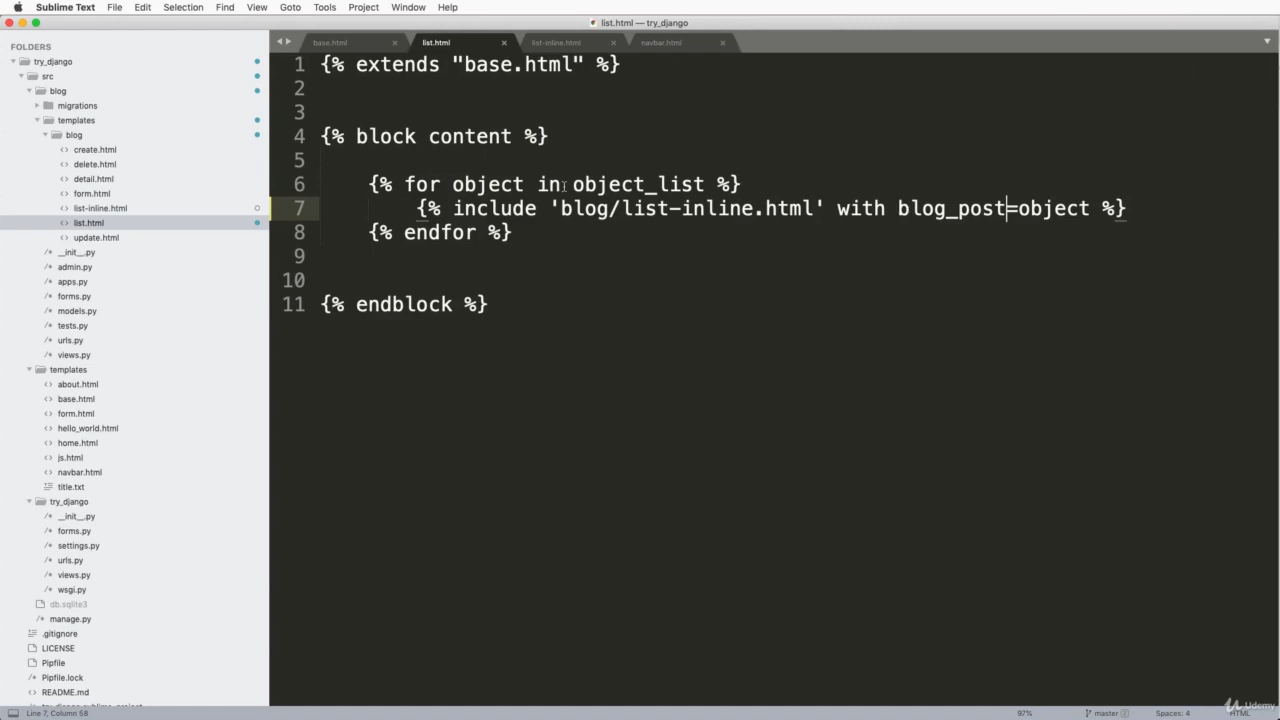 Sublime Text File Edit Selection Find View Goto Tools Project Window Help
list.html — try_django
FOLDERS
try_django
src
blog
migrations
templates
blog
create.html
delete.html
detail.html
form.html
list-inline.html
list.html
update.html
__init__.py
admin.py
apps.py
forms.py
models.py
tests.py
urls.py
views.py
templates
about.html
base.html
form.html
hello_world.html
home.html
js.html
navbar.html
title.txt
try_django
__init__.py
forms.py
settings.py
urls.py
views.py
wsgi.py
db.sqlite3
manage.py
.gitignore
LICENSE
Pipfile
Pipfile.lock
README.md
try_django.sublime-project
base.html list.html list-inline.html navbar.html
1 {% extends "base.html" %}
2
3
4 {% block content %}
5
6 {% for object in object_list %}
7 {% include 'blog/list-inline.html' with blog_post=object %}
8 {% endfor %}
9
10
11 {% endblock %}
Line 7, Column 58 97% master 2 Spaces: 4 HTML
Udemy